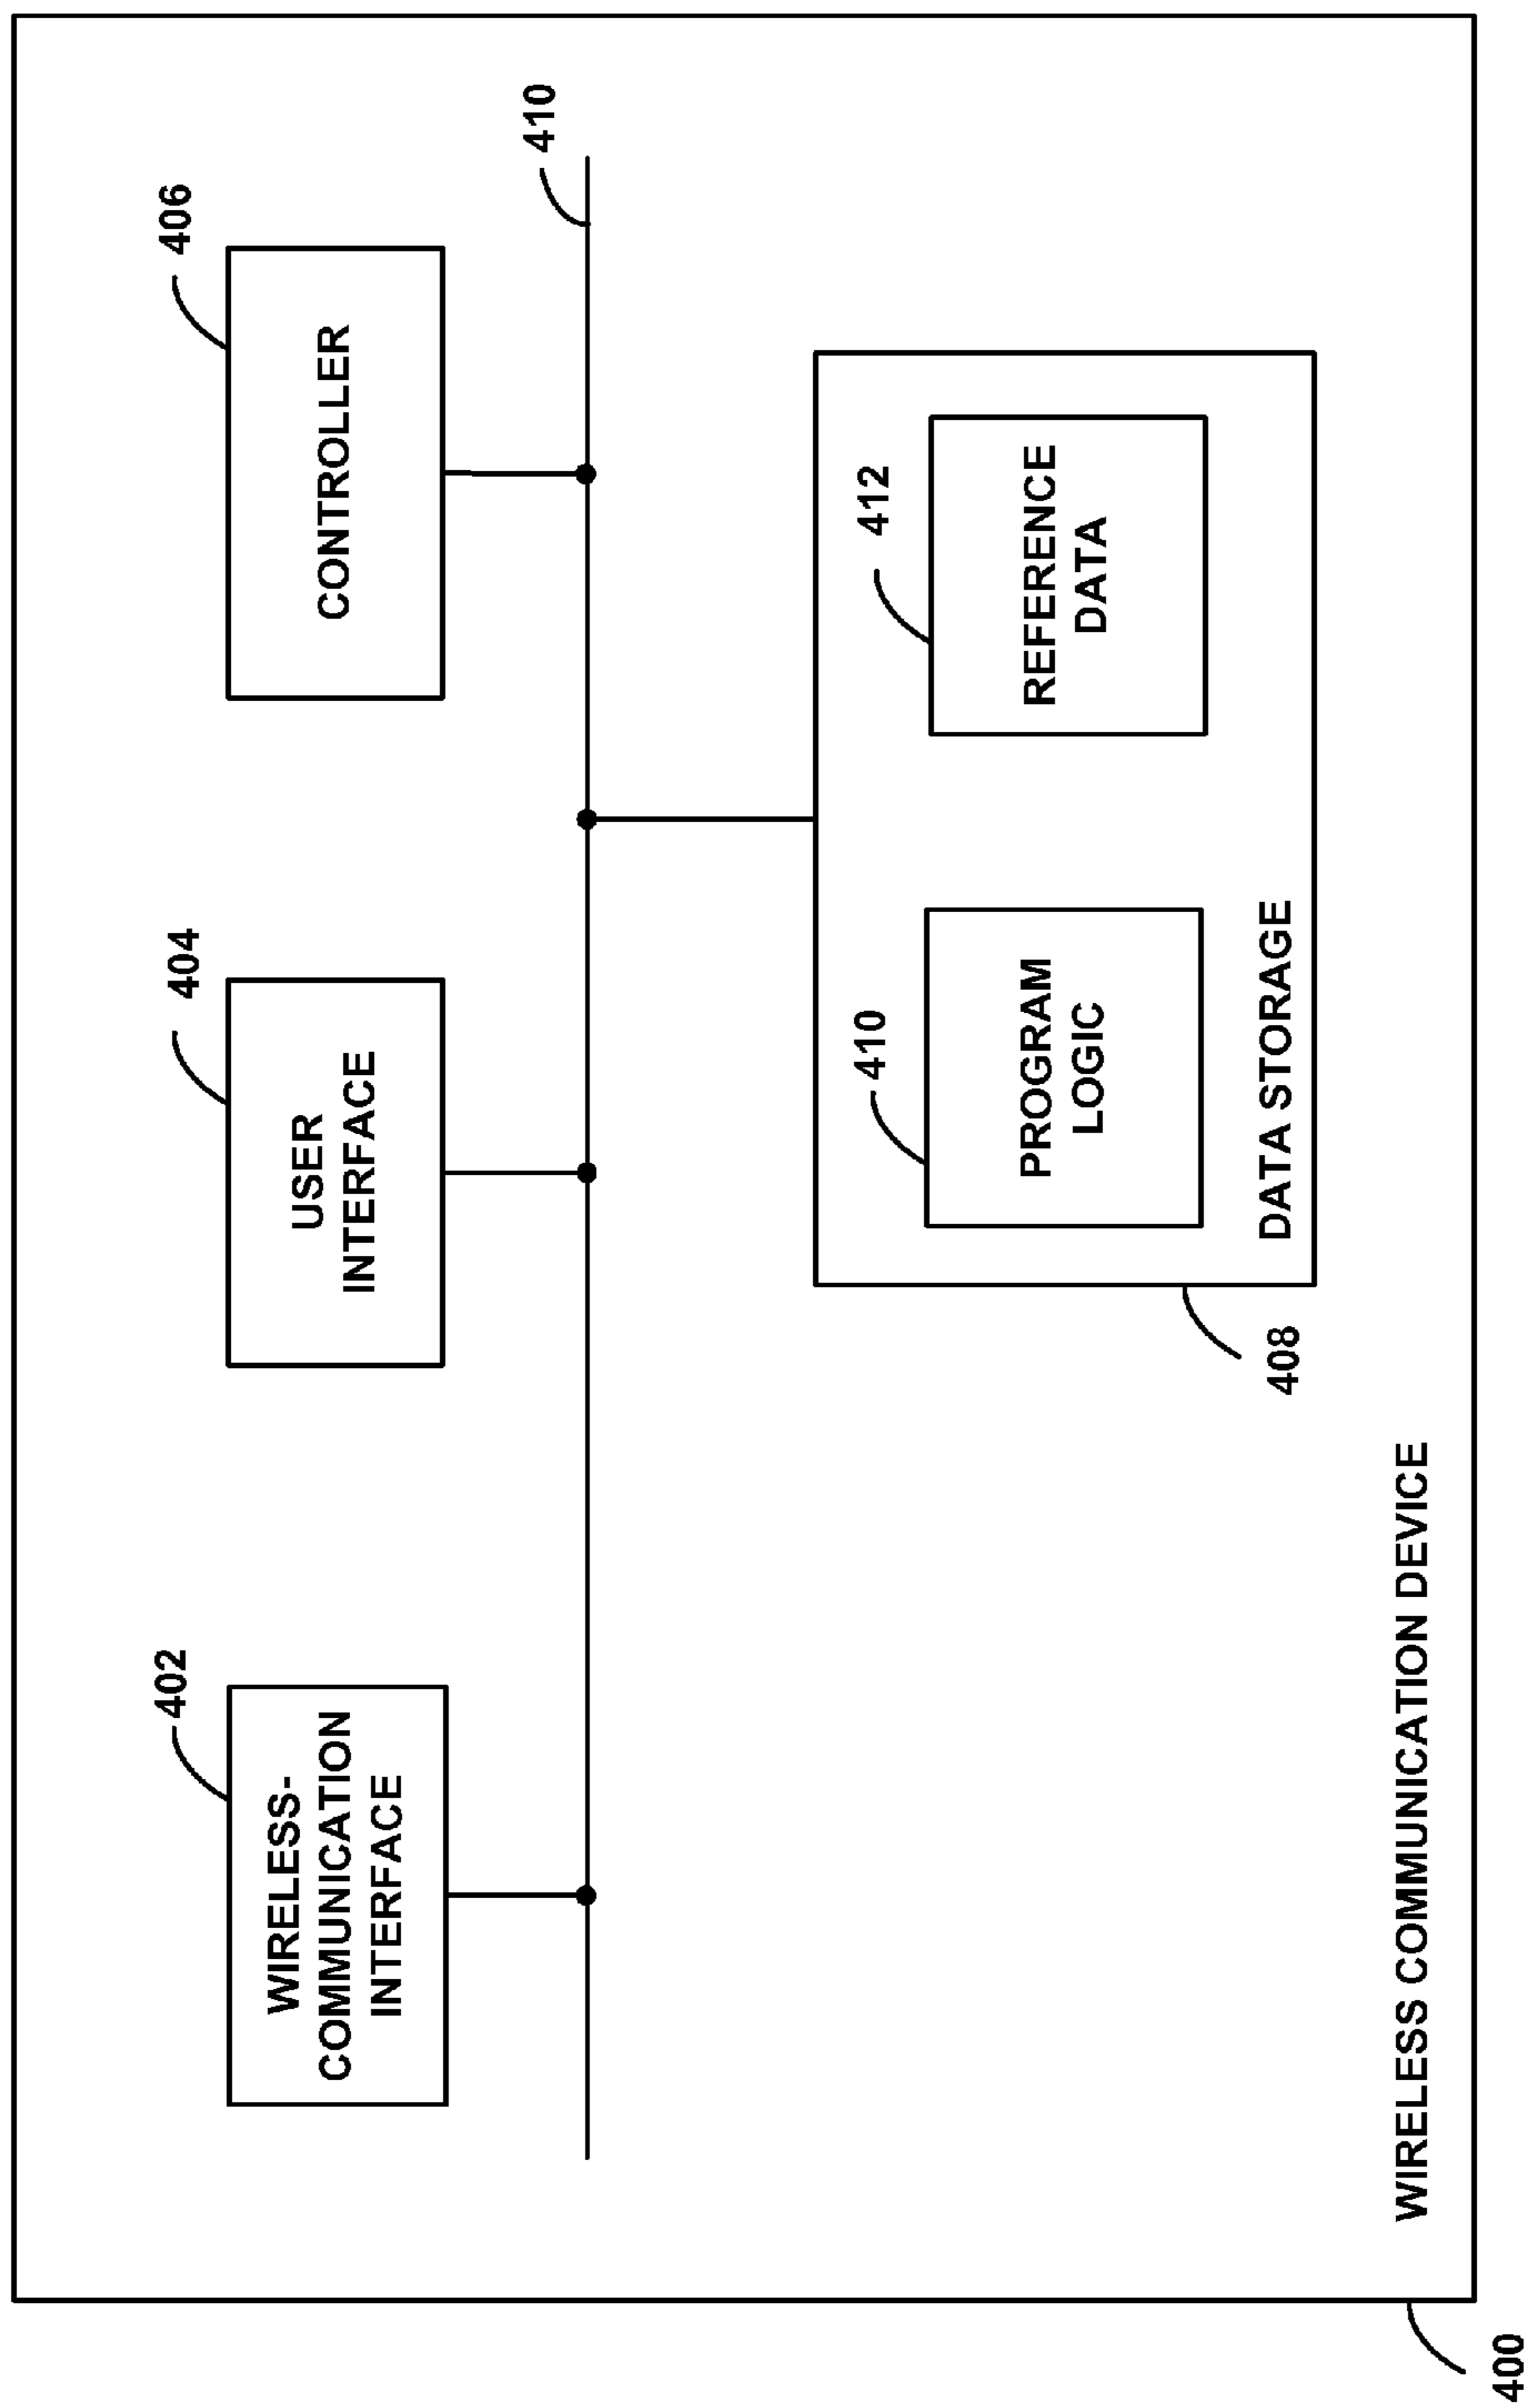 402
WIRELESS-
COMMUNICATION
INTERFACE
404
USER
INTERFACE
406
CONTROLLER
410
410
PROGRAM
LOGIC
412
REFERENCE
DATA
DATA STORAGE
408
WIRELESS COMMUNICATION DEVICE
400